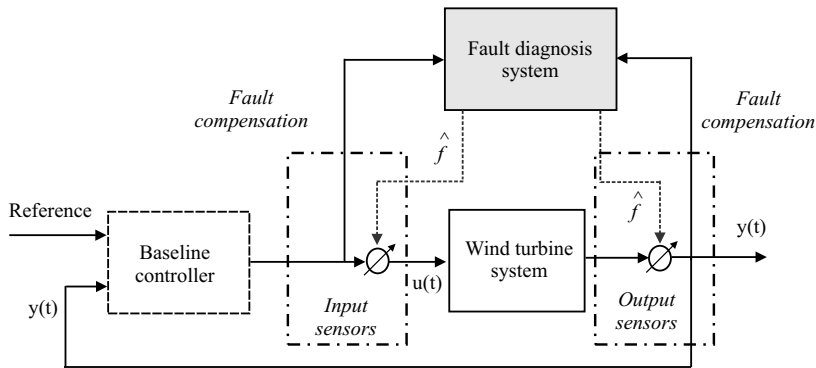 Fault diagnosis
system
Fault
compensation
Fault
compensation
^
f
^
f
Reference
Baseline
controller
Wind turbine
system
y(t)
u(t)
y(t)
Input
sensors
Output
sensors